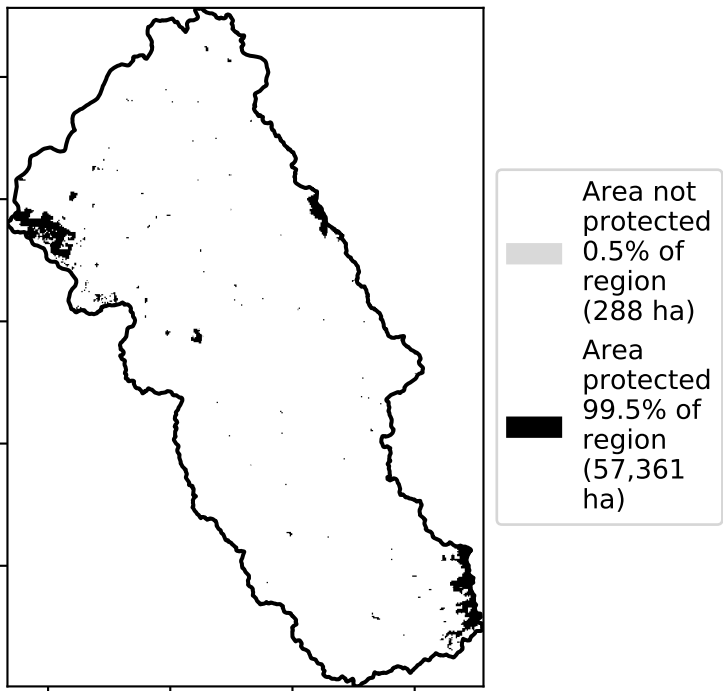 Area not
protected
0.5% of
region
(288 ha)
Area
protected
99.5% of
region
(57,361
ha)